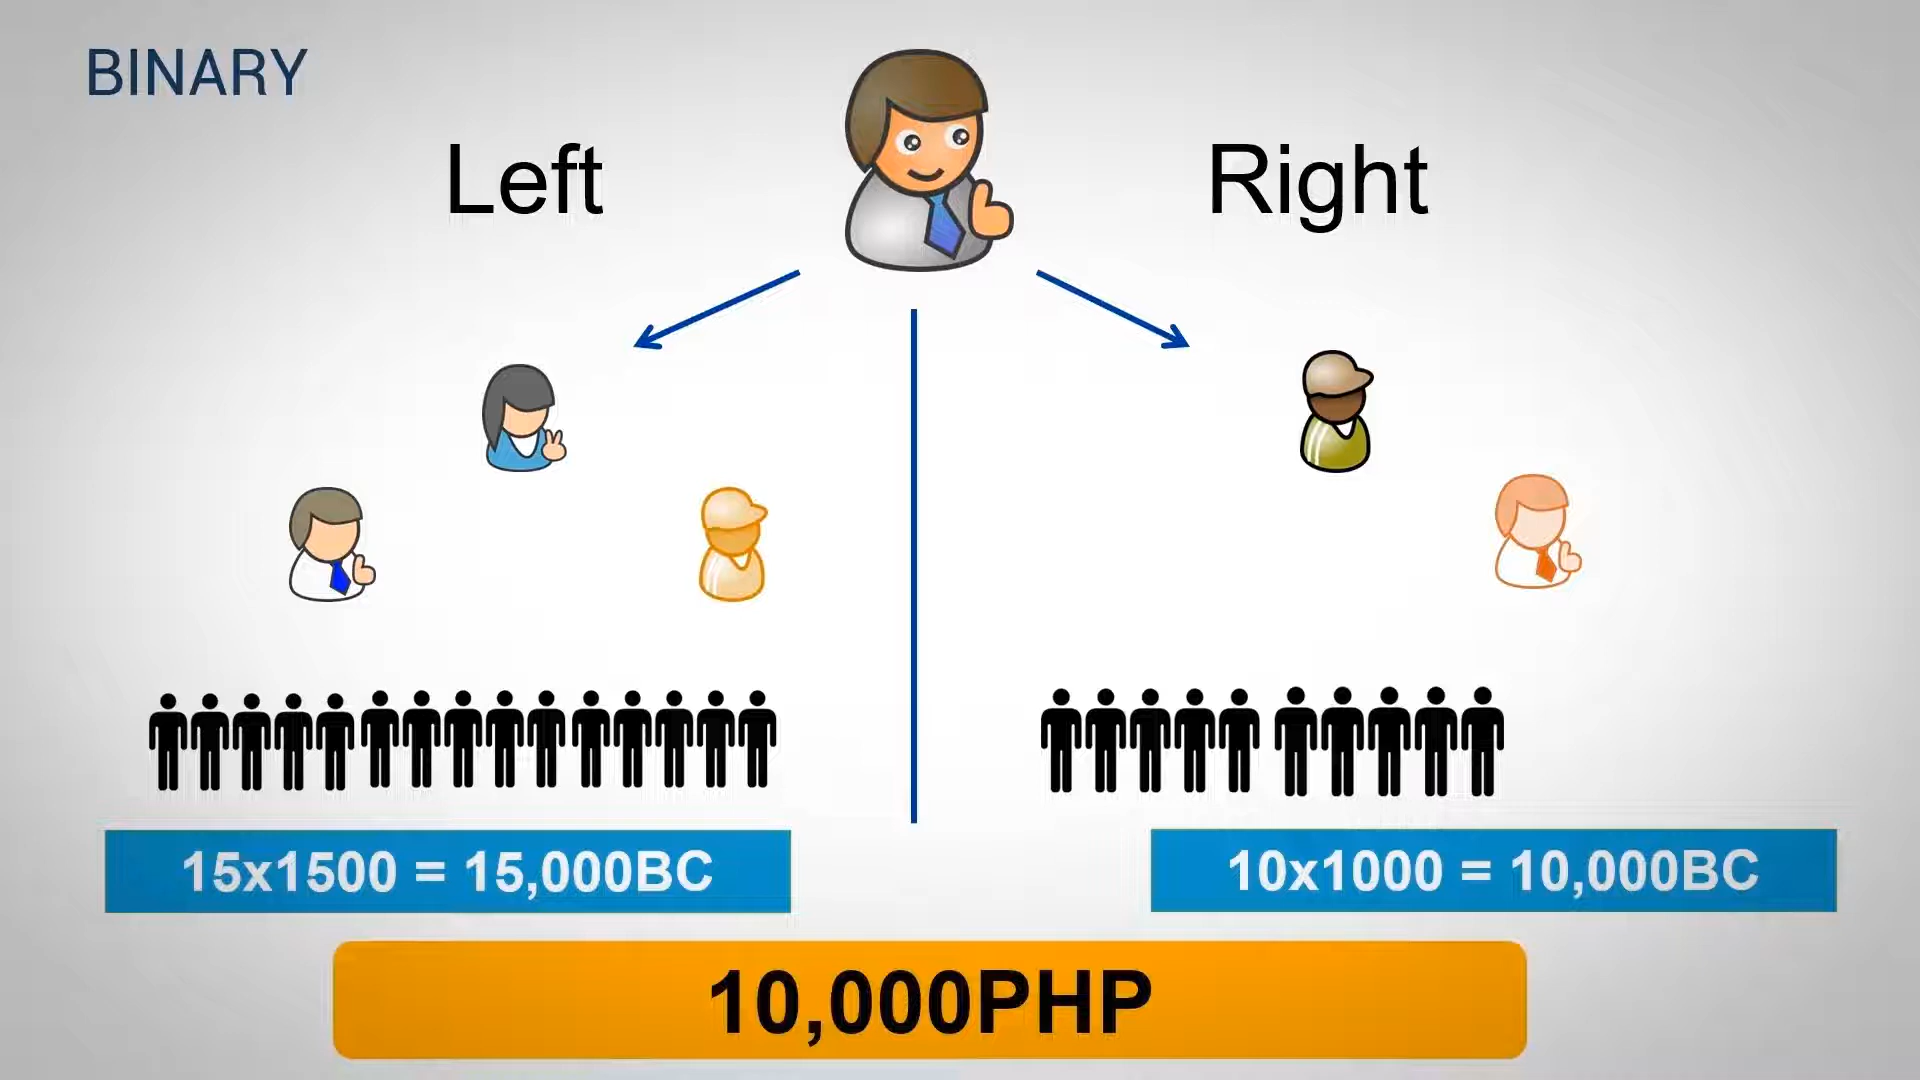 BINARY
Left
Right
15x1500 = 15,000BC
10x1000 = 10,000BC
10,000PHP